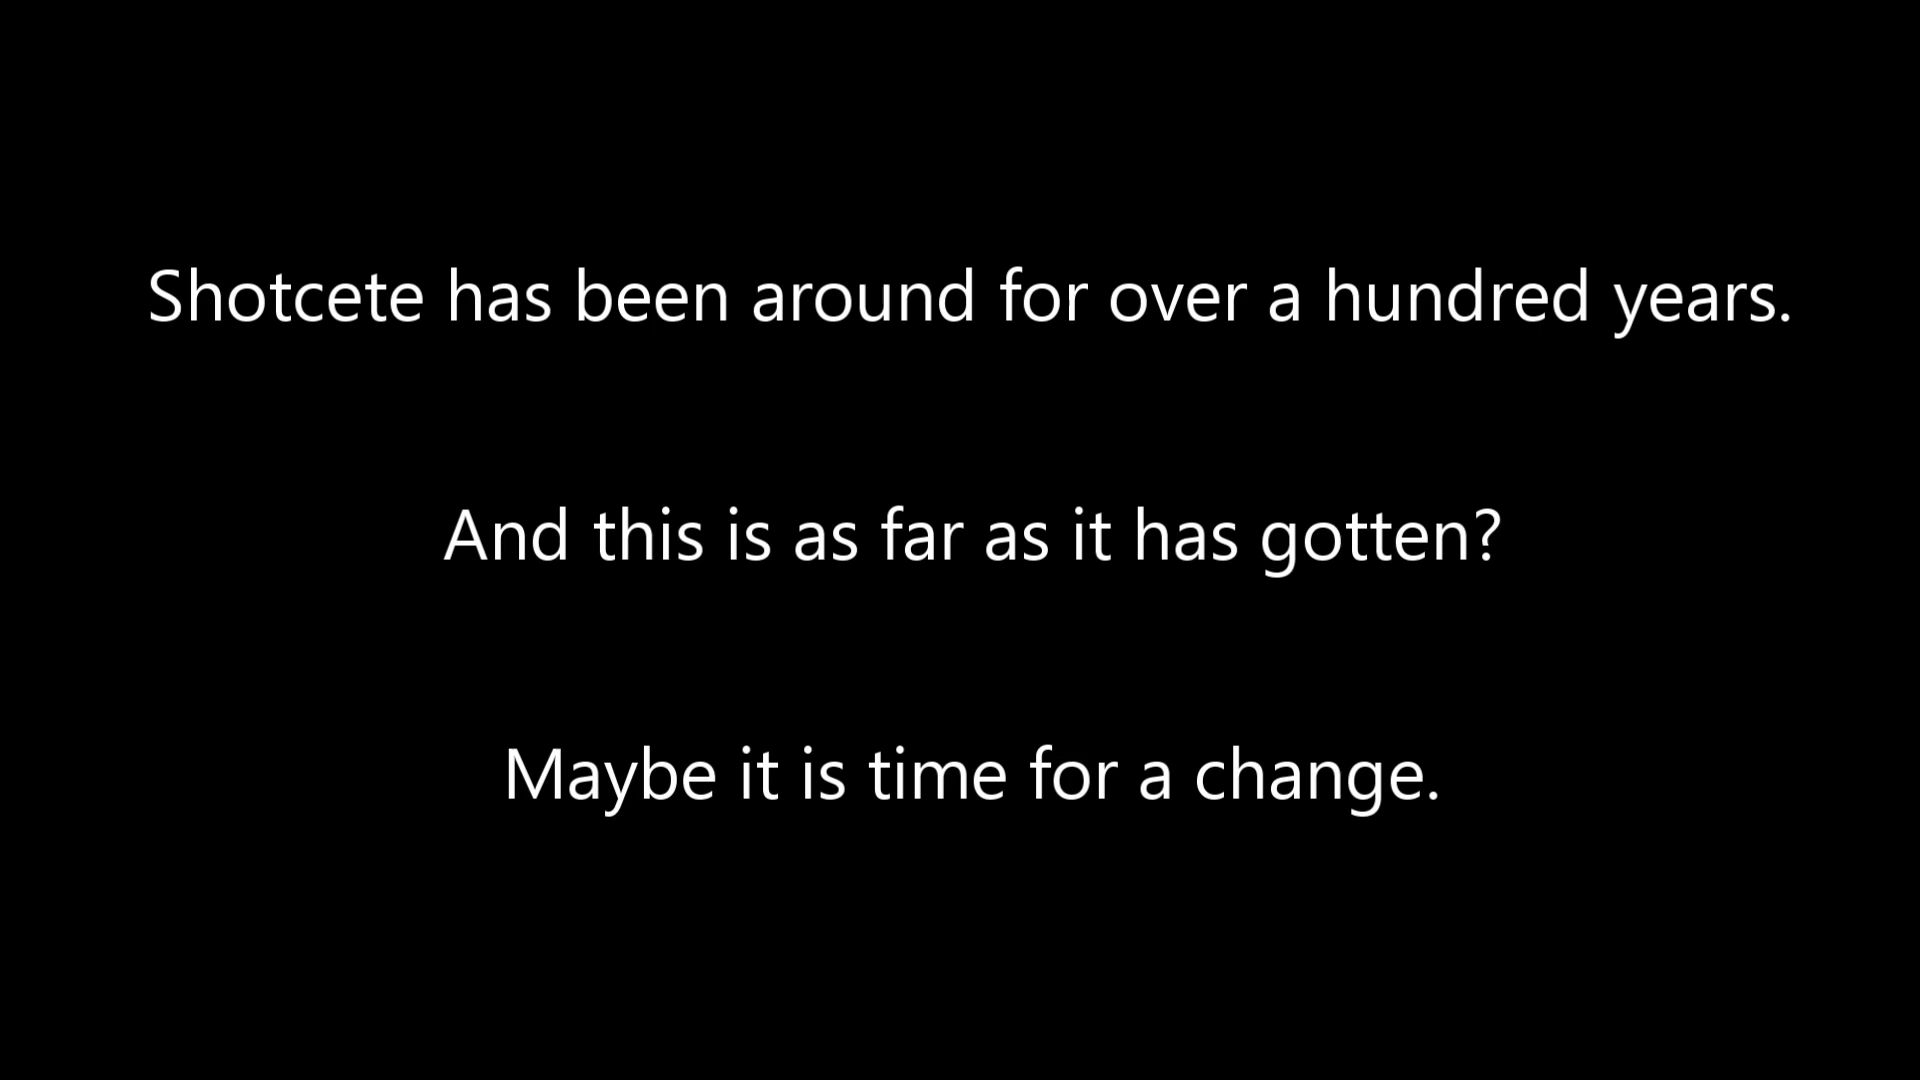 Shotcete has been around for over a hundred years.
And this is as far as it has gotten?
Maybe it is time for a change.